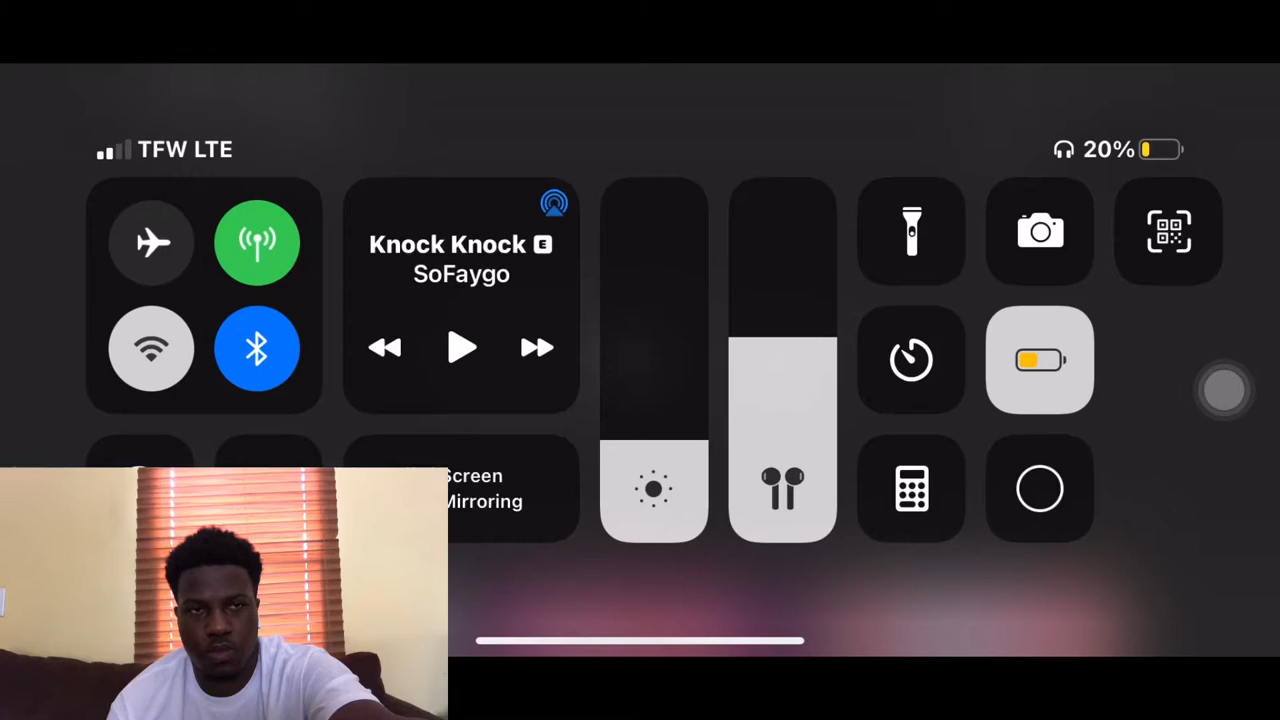 TFW LTE
20%
Knock Knock E
SoFaygo
Screen
Mirroring